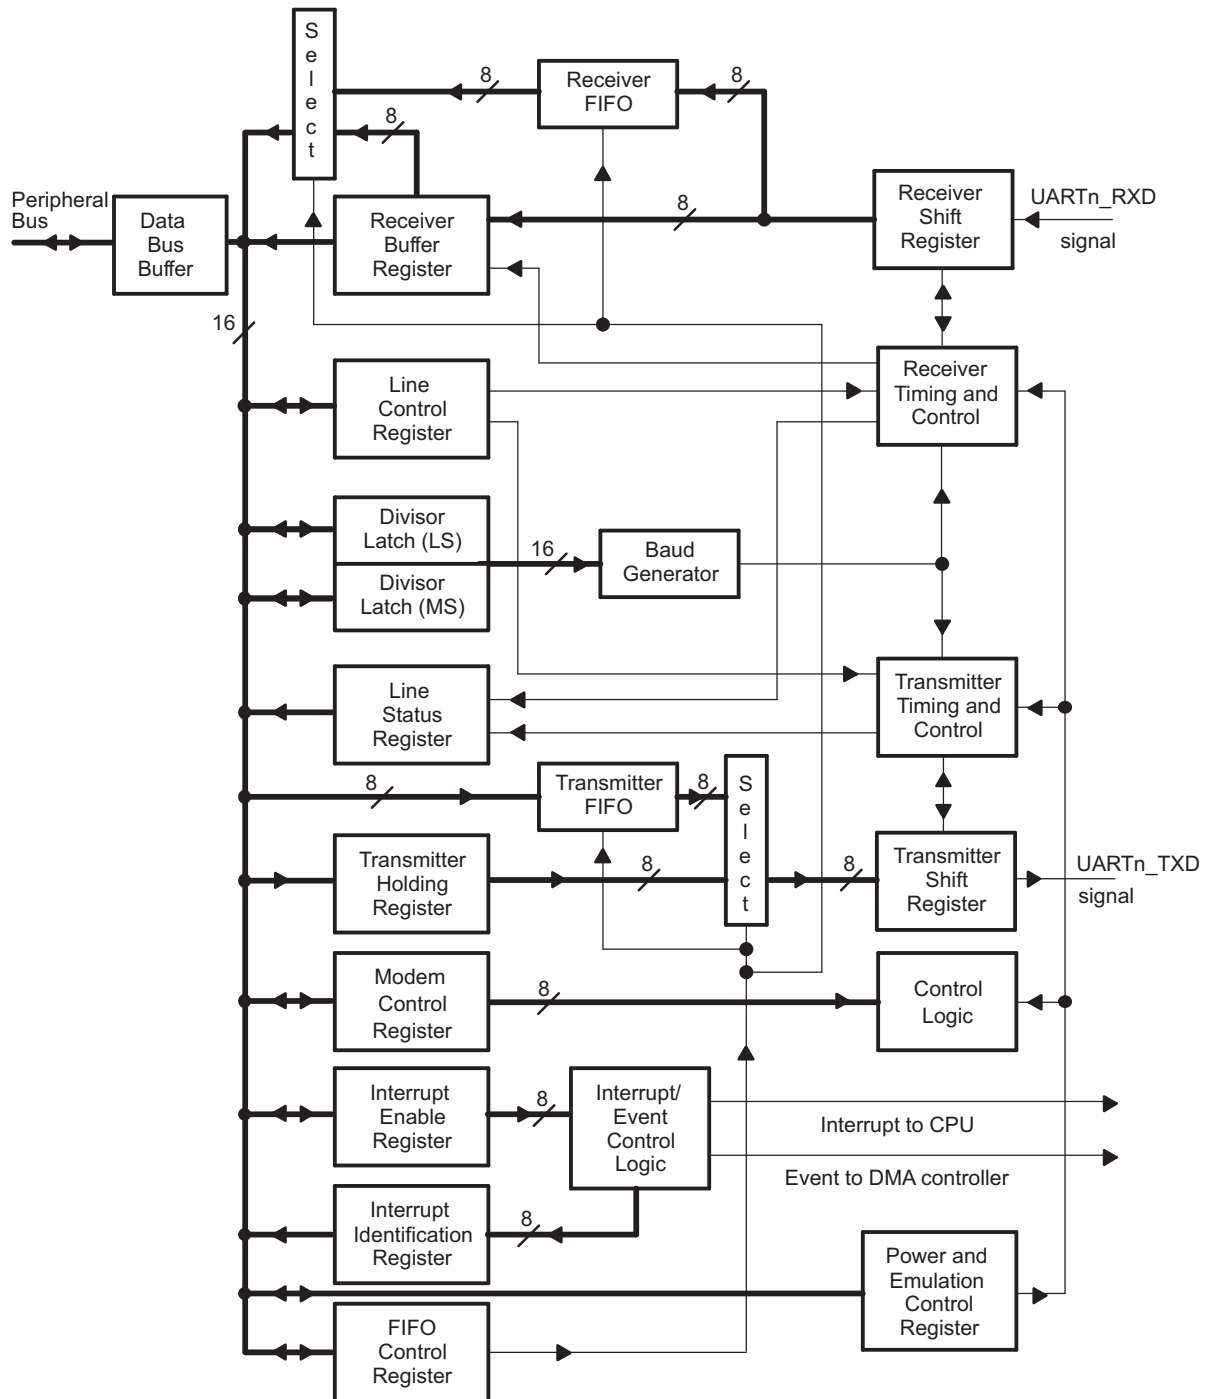 S
e
l
e
c
t
8
Receiver
FIFO
8
8
Peripheral
Bus
Data
Bus
Buffer
Receiver
Buffer
Register
8
Receiver
Shift
Register
UARTn_RXD
signal
16
Line
Control
Register
Receiver
Timing and
Control
Divisor
Latch (LS)
16
Baud
Generator
Divisor
Latch (MS)
Line
Status
Register
Transmitter
Timing and
Control
8
Transmitter
FIFO
8
S
e
l
e
c
t
Transmitter
Holding
Register
8
8
Transmitter
Shift
Register
UARTn_TXD
signal
Modem
Control
Register
8
Control
Logic
Interrupt
Enable
Register
8
Interrupt/
Event
Control
Logic
Interrupt to CPU
Event to DMA controller
Interrupt
Identification
Register
8
Power and
Emulation
Control
Register
FIFO
Control
Register